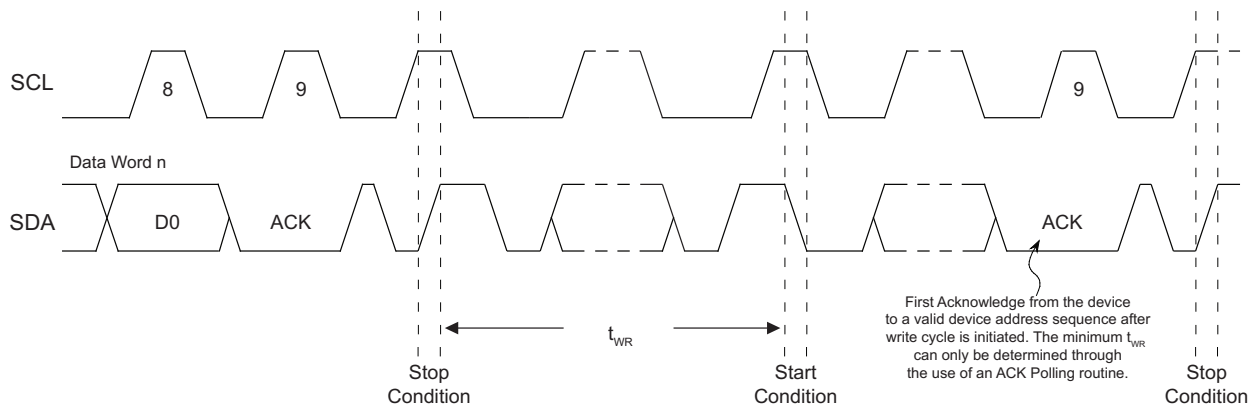 SCL
8
9
9
Data Word n
SDA
D0
ACK
ACK
First Acknowledge from the device
to a valid device address sequence after
write cycle is initiated. The minimum tWR
can only be determined through
the use of an ACK Polling routine.
tWR
Stop
Condition
Start
Condition
Stop
Condition